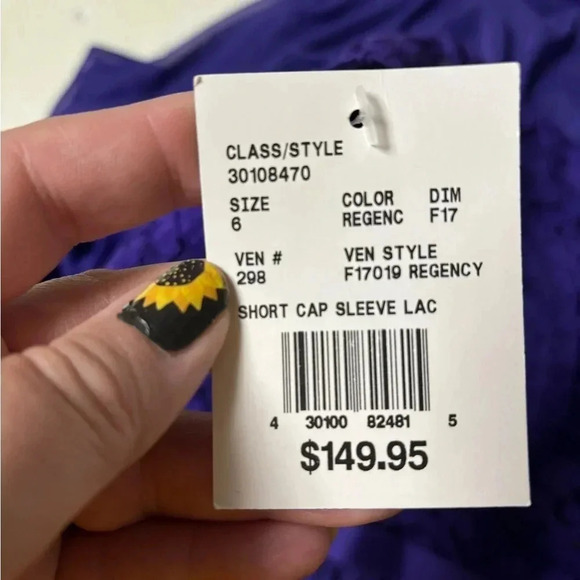 CLASS/STYLE
30108470
SIZE COLOR DIM
6 REGENC F17
VEN # VEN STYLE
298 F17019 REGENCY
SHORT CAP SLEEVE LAC
4 30100 82481 5
$149.95